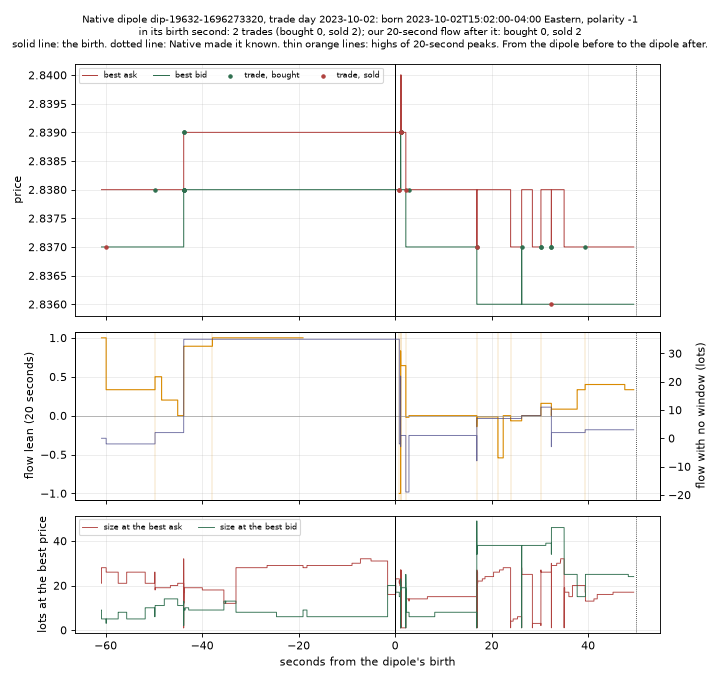 Native dipole dip-19632-1696273320, trade day 2023-10-02: born 2023-10-02T15:02:00-04:00 Eastern, polarity -1
in its birth second: 2 trades (bought 0, sold 2); our 20-second flow after it: bought 0, sold 2
solid line: the birth. dotted line: Native made it known. thin orange lines: highs of 20-second peaks. From the dipole before to the dipole after.
best ask best bid trade, bought trade, sold
2.8400
2.8395
2.8390
2.8385
2.8380
2.8375
2.8370
2.8365
2.8360
price
1.0
0.5
0.0
−0.5
−1.0
flow lean (20 seconds)
30
20
10
0
−10
−20
flow with no window (lots)
size at the best ask size at the best bid
40
20
0
lots at the best price
−60 −40 −20 0 20 40
seconds from the dipole's birth